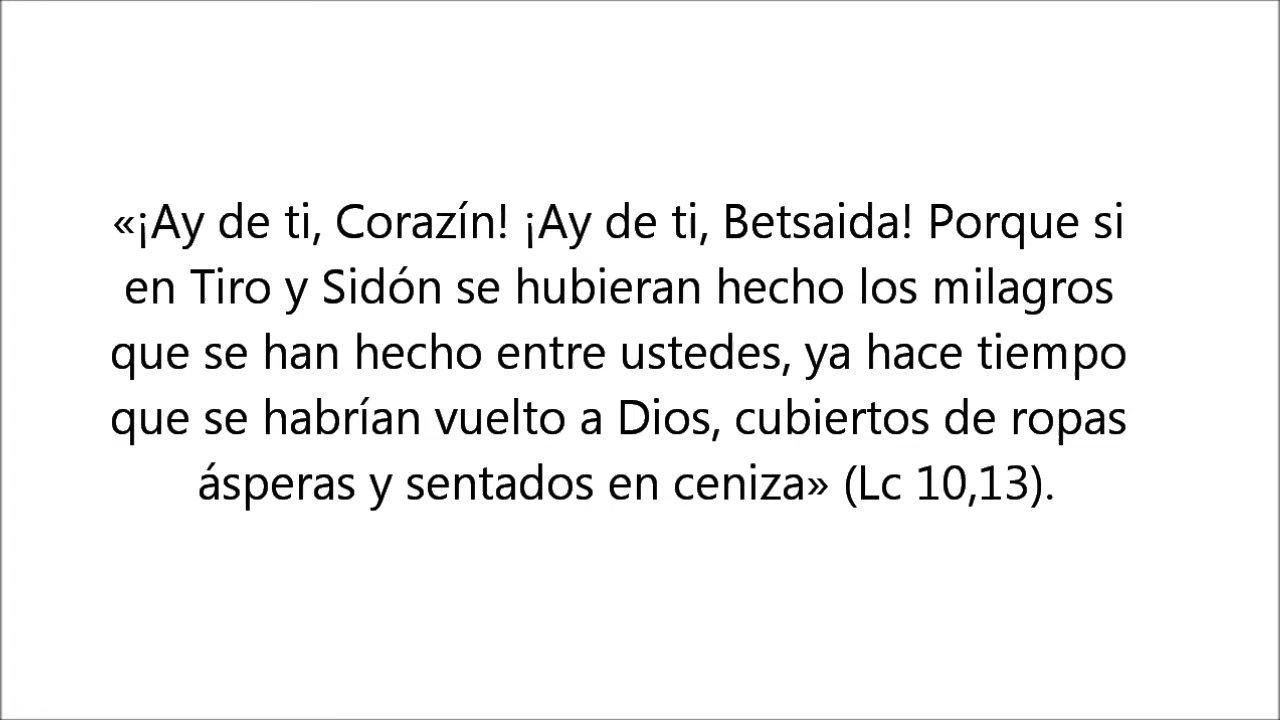 «¡Ay de ti, Corazín! ¡Ay de ti, Betsaida! Porque si
en Tiro y Sidón se hubieran hecho los milagros
que se han hecho entre ustedes, ya hace tiempo
que se habrían vuelto a Dios, cubiertos de ropas
ásperas y sentados en ceniza» (Lc 10,13).